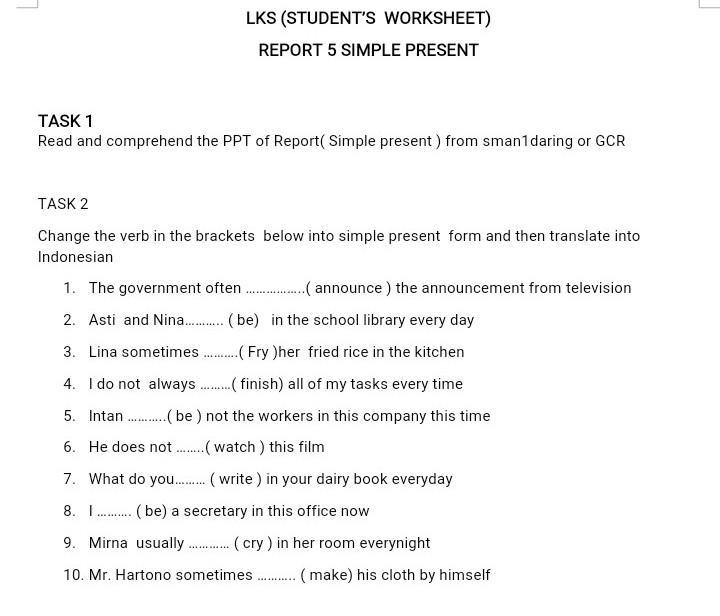 LKS (STUDENT’S WORKSHEET)
REPORT 5 SIMPLE PRESENT
TASK 1
Read and comprehend the PPT of Report( Simple present ) from sman1daring or GCR
TASK 2
Change the verb in the brackets below into simple present form and then translate into
Indonesian
1. The government often ................( announce ) the announcement from television
2. Asti and Nina.......... ( be) in the school library every day
3. Lina sometimes .........( Fry )her fried rice in the kitchen
4. I do not always ........( finish) all of my tasks every time
5. Intan ..........( be ) not the workers in this company this time
6. He does not .......( watch ) this film
7. What do you........ ( write ) in your dairy book everyday
8. I ......... ( be) a secretary in this office now
9. Mirna usually ........... ( cry ) in her room everynight
10. Mr. Hartono sometimes .......... ( make) his cloth by himself